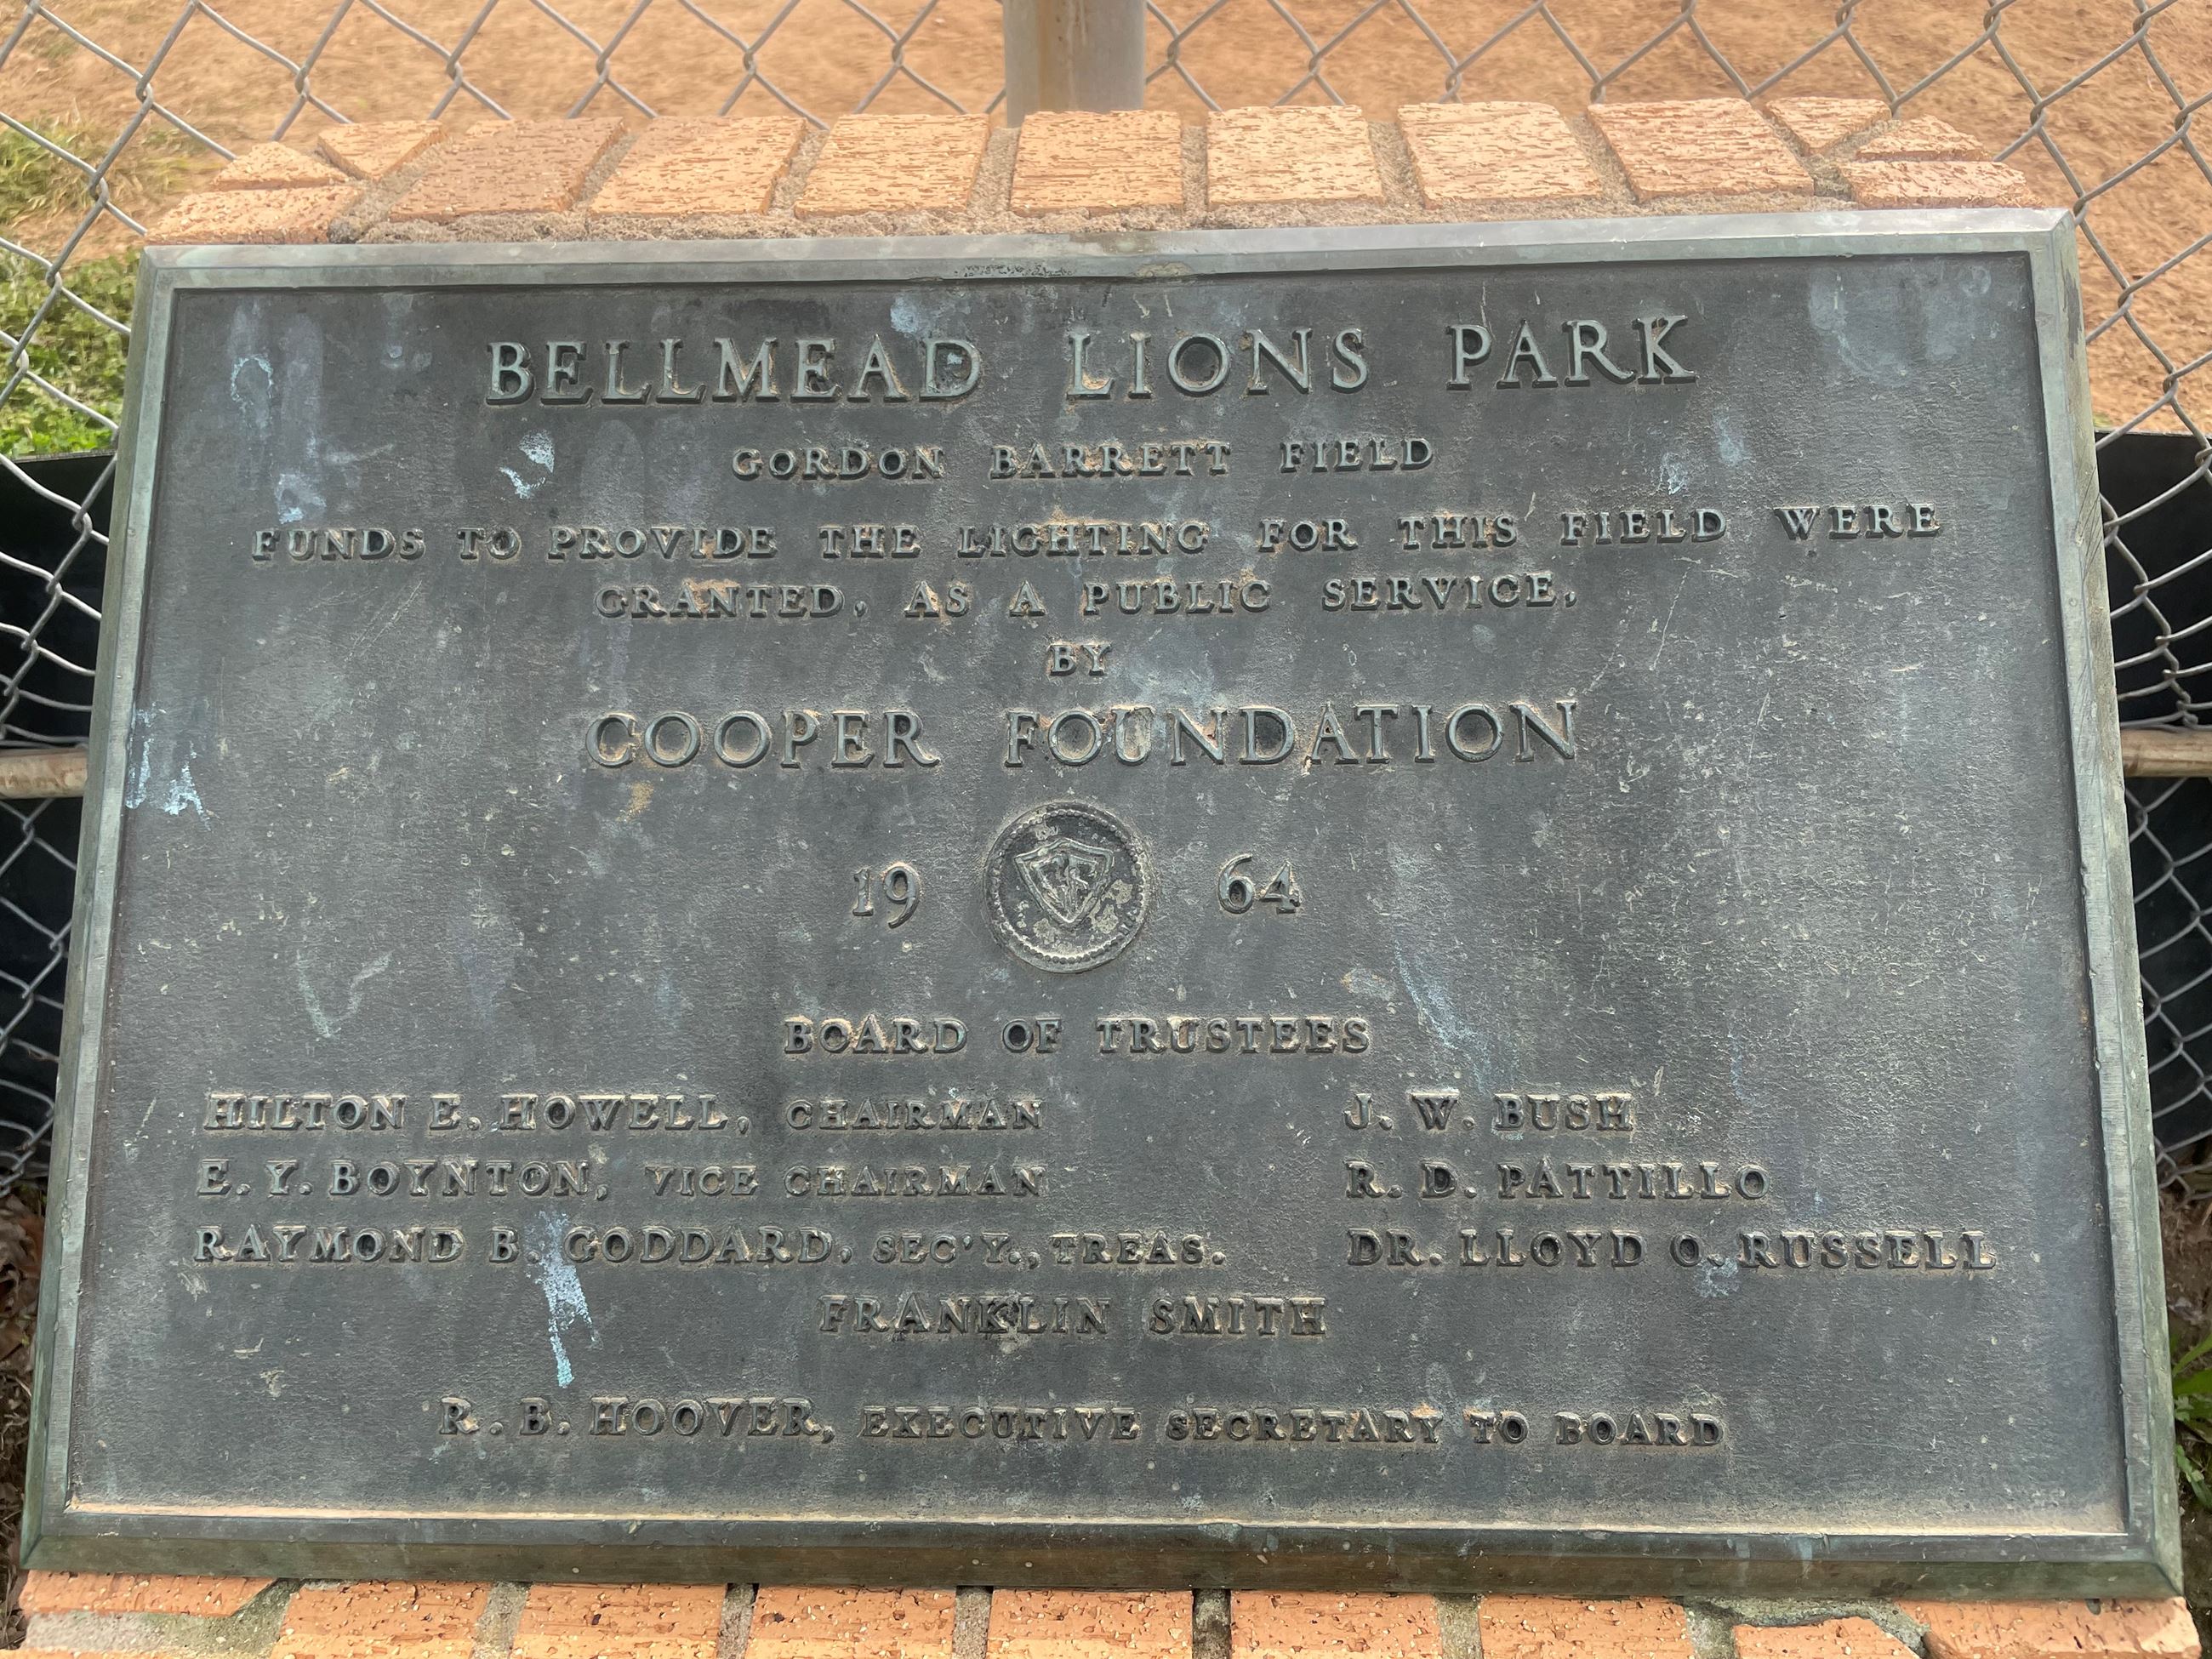 BELLMEAD LIONS PARK
GORDON BARRETT FIELD
FUNDS TO PROVIDE THE LIGHTING FOR THIS FIELD WERE
GRANTED, AS A PUBLIC SERVICE,
BY
COOPER FOUNDATION
19 64
BOARD OF TRUSTEES
HILTON E. HOWELL, CHAIRMAN J. W. BUSH
E. Y. BOYNTON, VICE CHAIRMAN R. D. PATTILLO
RAYMOND B. GODDARD, SEC'Y., TREAS. DR. LLOYD O. RUSSELL
FRANKLIN SMITH
R. B. HOOVER, EXECUTIVE SECRETARY TO BOARD